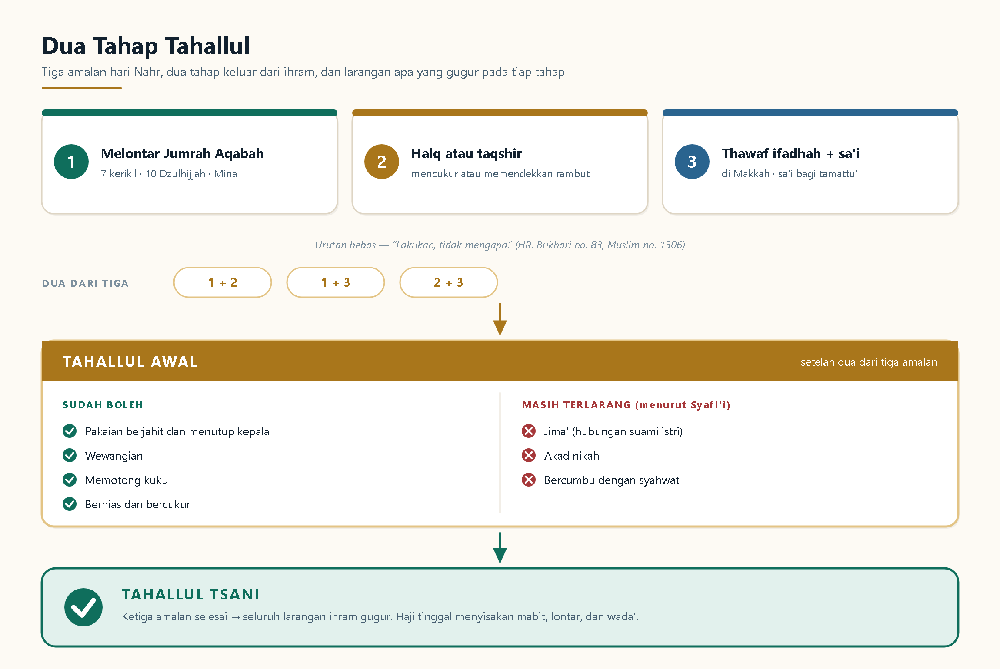 Dua Tahap Tahallul
Tiga amalan hari Nahr, dua tahap keluar dari ihram, dan larangan apa yang gugur pada tiap tahap
1
Melontar Jumrah Aqabah
7 kerikil · 10 Dzulhijjah · Mina
2
Halq atau taqshir
mencukur atau memendekkan rambut
3
Thawaf ifadhah + sa'i
di Makkah · sa'i bagi tamattu'
Urutan bebas — “Lakukan, tidak mengapa.” (HR. Bukhari no. 83, Muslim no. 1306)
DUA DARI TIGA
1 + 2
1 + 3
2 + 3
TAHALLUL AWAL
setelah dua dari tiga amalan
SUDAH BOLEH
Pakaian berjahit dan menutup kepala
Wewangian
Memotong kuku
Berhias dan bercukur
MASIH TERLARANG (menurut Syafi'i)
Jima' (hubungan suami istri)
Akad nikah
Bercumbu dengan syahwat
TAHALLUL TSANI
Ketiga amalan selesai → seluruh larangan ihram gugur. Haji tinggal menyisakan mabit, lontar, dan wada'.